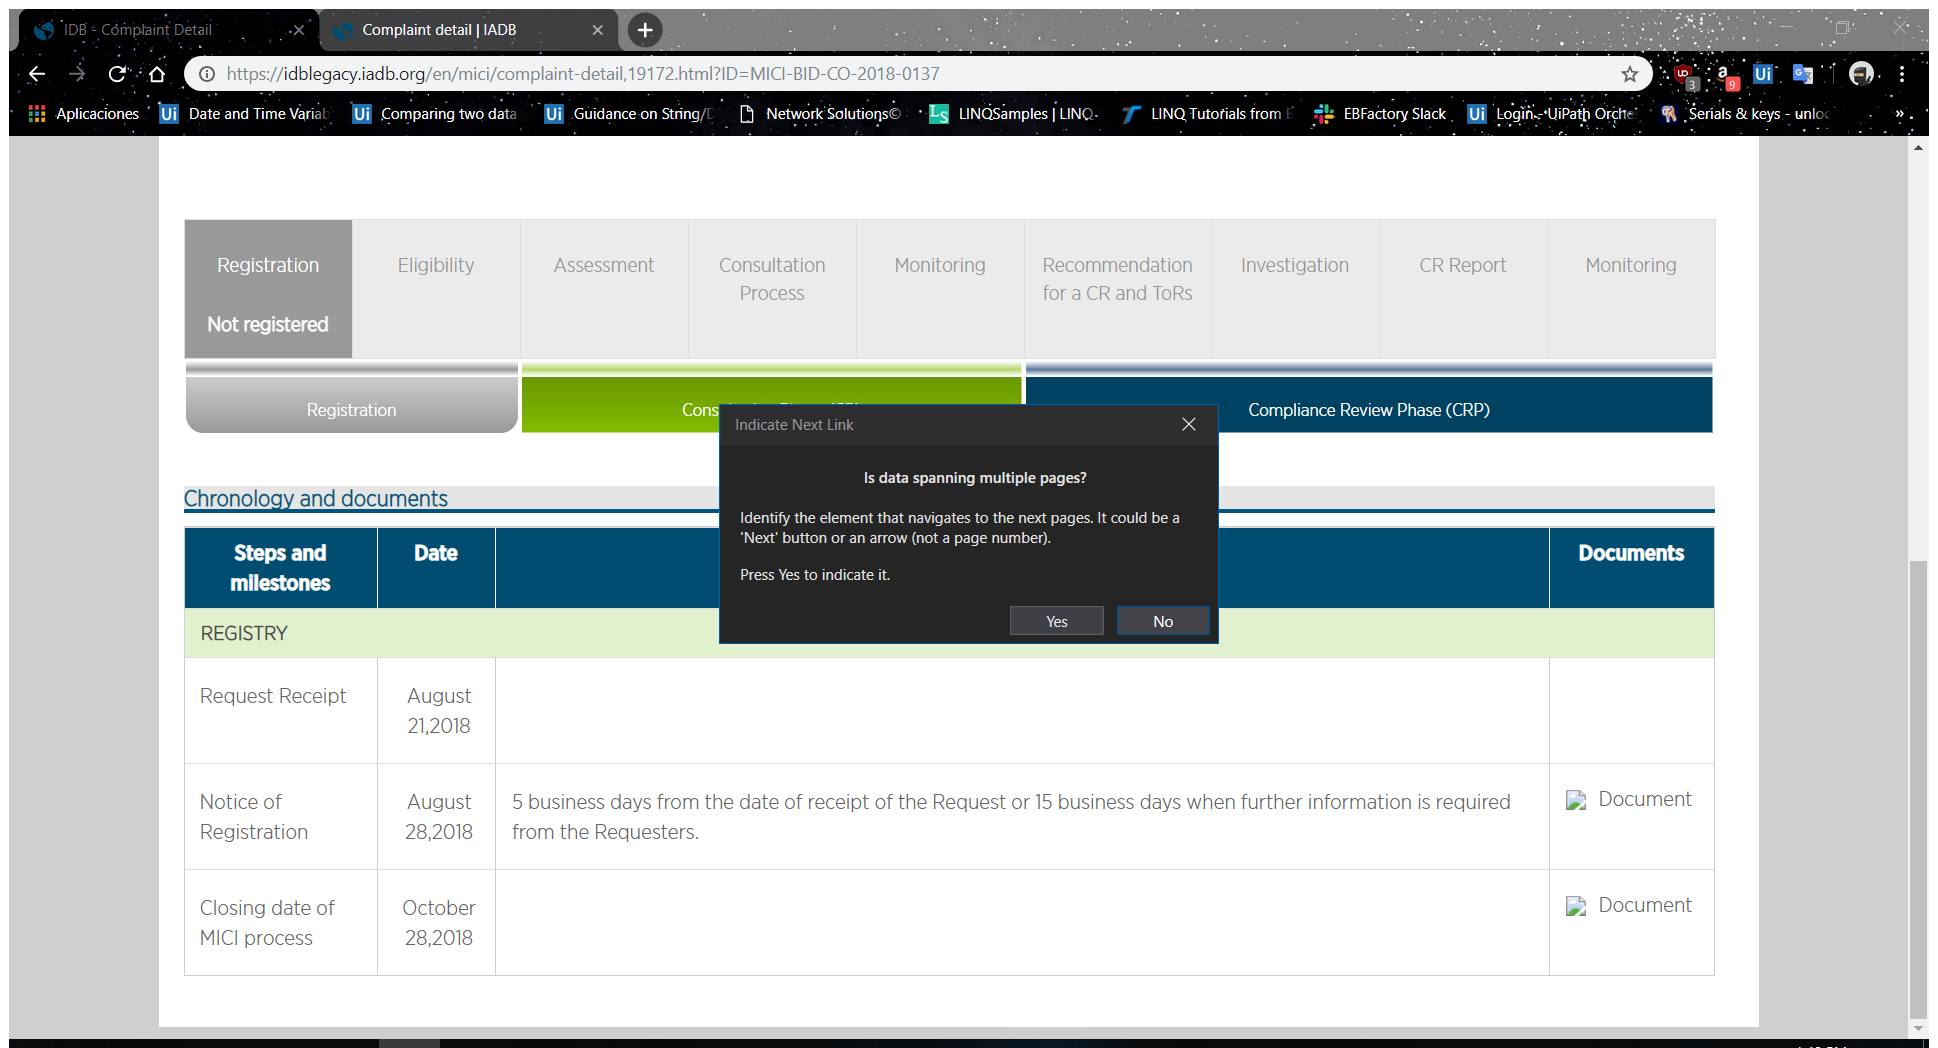 IDB - Complaint Detail
Complaint detail | IADB
https://idblegacy.iadb.org/en/mici/complaint-detail,19172.html?ID=MICI-BID-CO-2018-0137
3
9
Aplicaciones
Ui Date and Time Variab
Ui Comparing two data
Ui Guidance on String/D
Network Solutions©
LS LINQSamples | LINQ
LINQ Tutorials from E
EBFactory Slack
Ui Login - UiPath Orche
Serials & keys - unloc
»
Registration
Not registered
Eligibility
Assessment
Consultation
Process
Monitoring
Recommendation
for a CR and ToRs
Investigation
CR Report
Monitoring
Registration
Cons
Compliance Review Phase (CRP)
Indicate Next Link
Is data spanning multiple pages?
Identify the element that navigates to the next pages. It could be a
'Next' button or an arrow (not a page number).
Press Yes to indicate it.
Yes
No
Chronology and documents
Steps and
milestones
Date
Documents
REGISTRY
Request Receipt
August
21,2018
Notice of
Registration
August
28,2018
5 business days from the date of receipt of the Request or 15 business days when further information is required
from the Requesters.
Document
Closing date of
MICI process
October
28,2018
Document